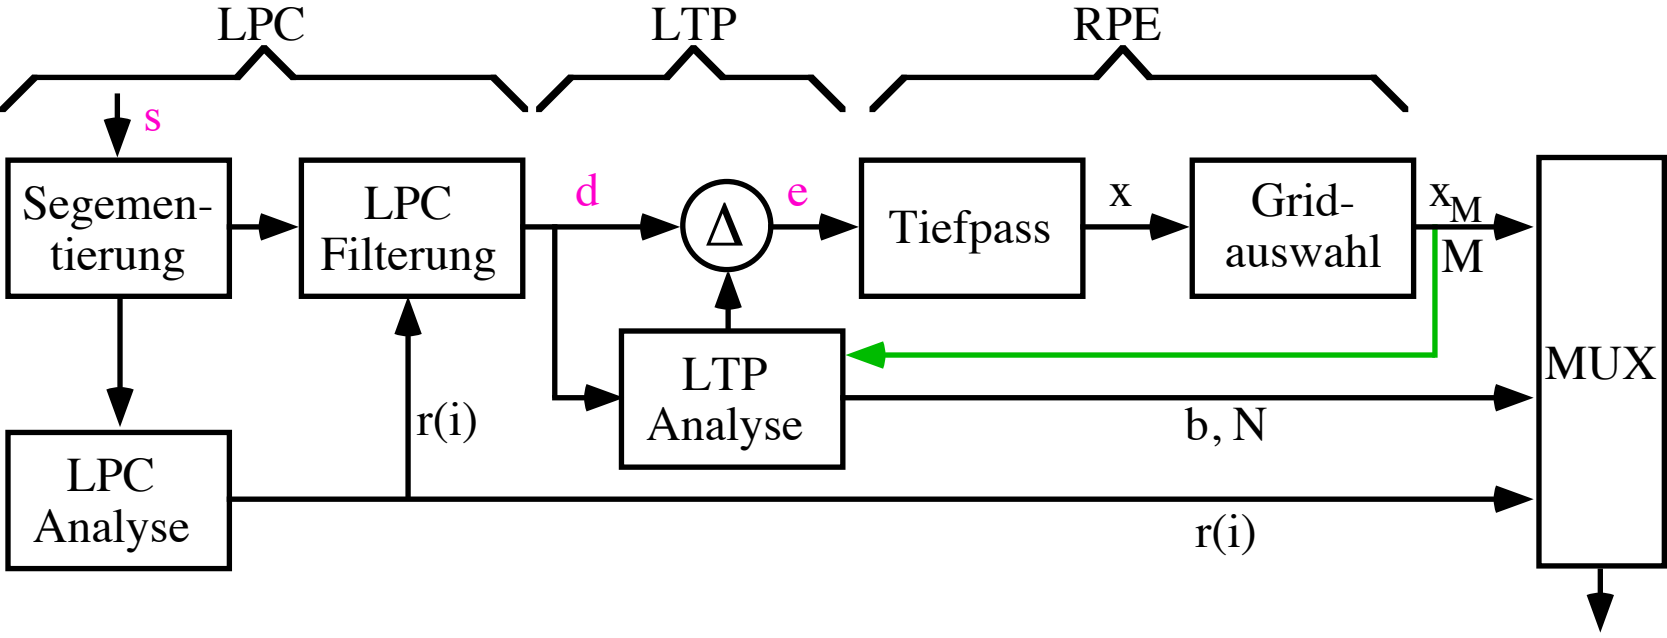 LPC
LTP
RPE
s
Segemen-
tierung
LPC
Filterung
d
Δ
e
Tiefpass
x
Grid-
auswahl
xM
M
LTP
Analyse
MUX
b, N
r(i)
LPC
Analyse
r(i)